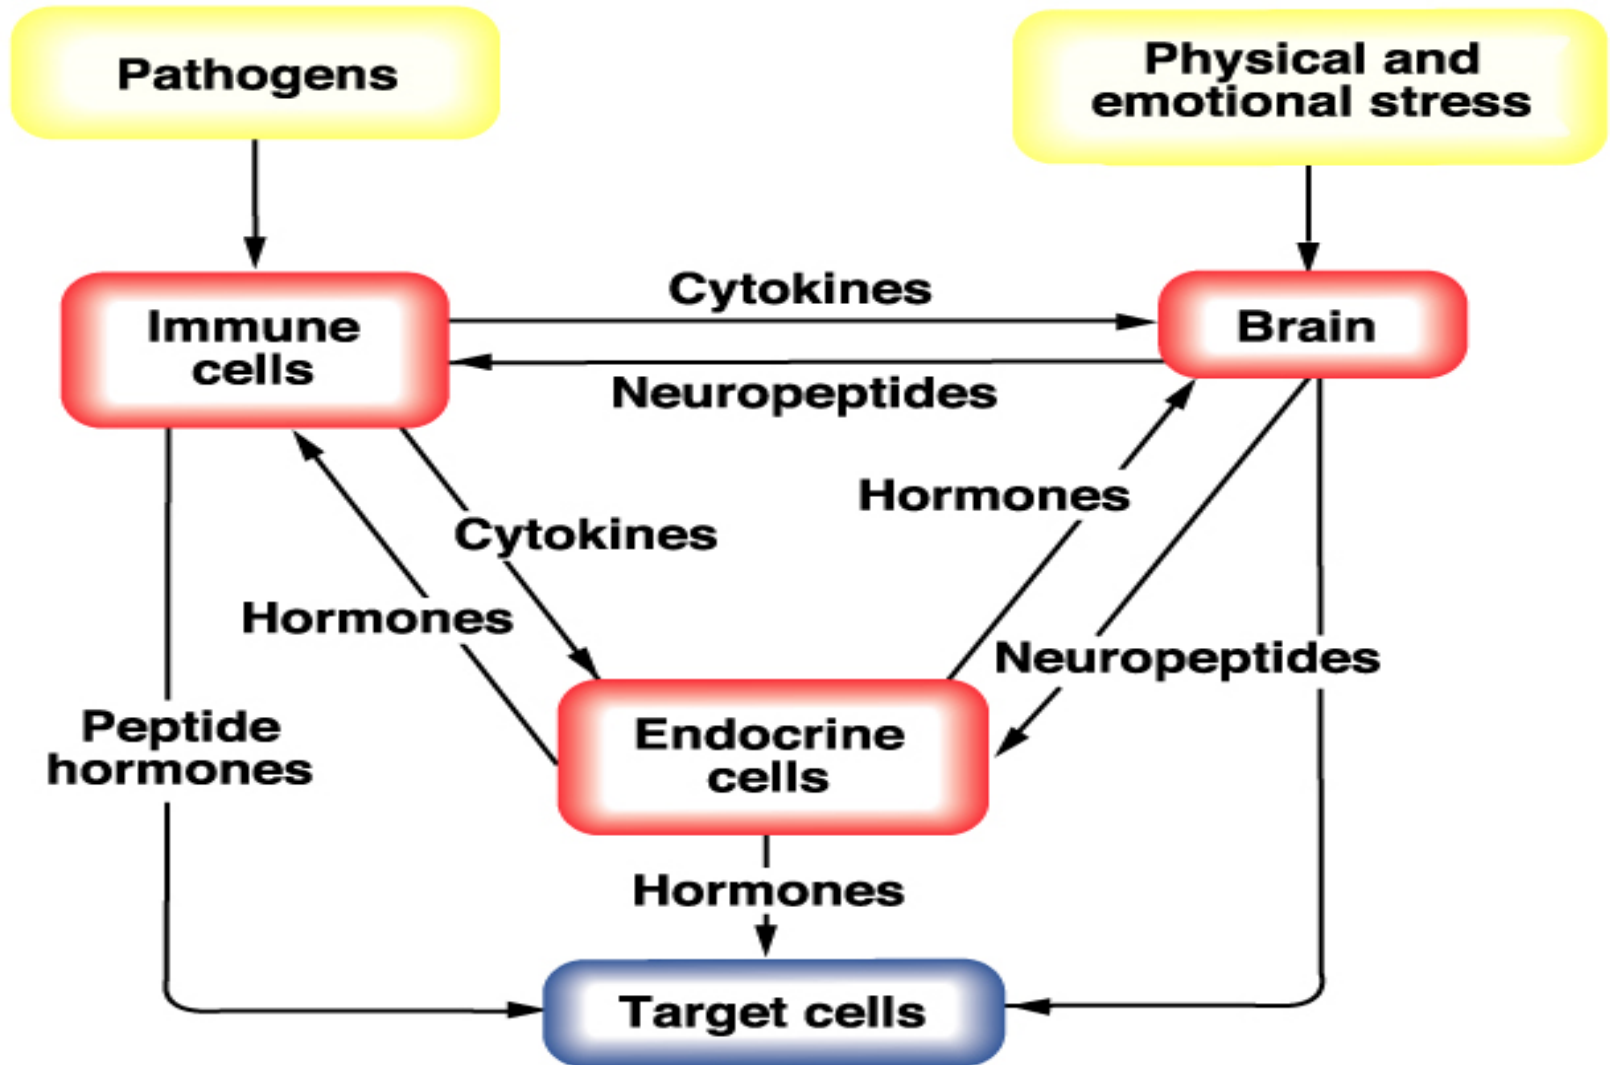 Pathogens
Physical and
emotional stress
Cytokines
Immune
cells
Brain
Neuropeptides
Hormones
Cytokines
Hormones
Neuropeptides
Peptide
hormones
Endocrine
cells
Hormones
Target cells